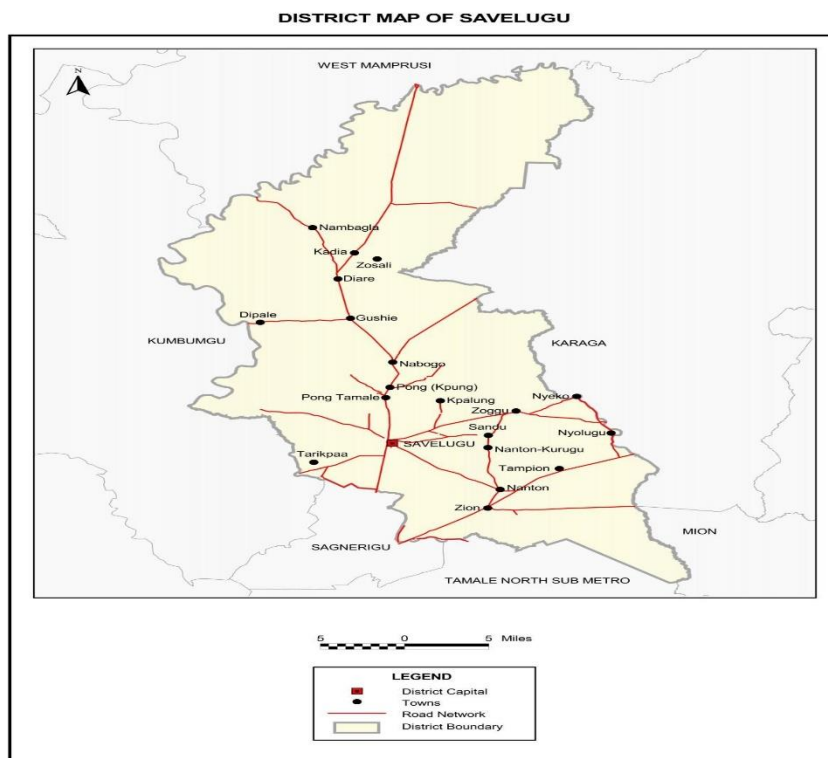 DISTRICT MAP OF SAVELUGU
WEST MAMPRUSI
N
Nambagla
Kadia
Zosali
Diare
Dipale
Gushie
KUMBUMGU
KARAGA
Nabogo
Pong (Kpung)
Pong Tamale
Kpalung
Nyeko
Zoggu
Sandu
Nyolugu
SAVELUGU
Nanton-Kurugu
Tarikpaa
Tampion
Nanton
Zion
MION
SAGNERIGU
TAMALE NORTH SUB METRO
5 0 5 Miles
LEGEND
District Capital
Towns
Road Network
District Boundary